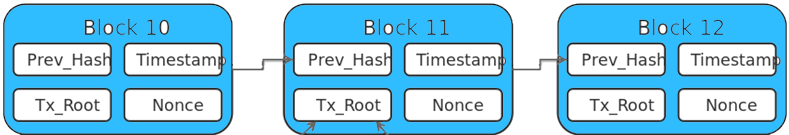 Block 10
Prev_Hash Timestamp
Tx_Root Nonce
Block 11
Prev_Hash Timestamp
Tx_Root Nonce
Block 12
Prev_Hash Timestamp
Tx_Root Nonce